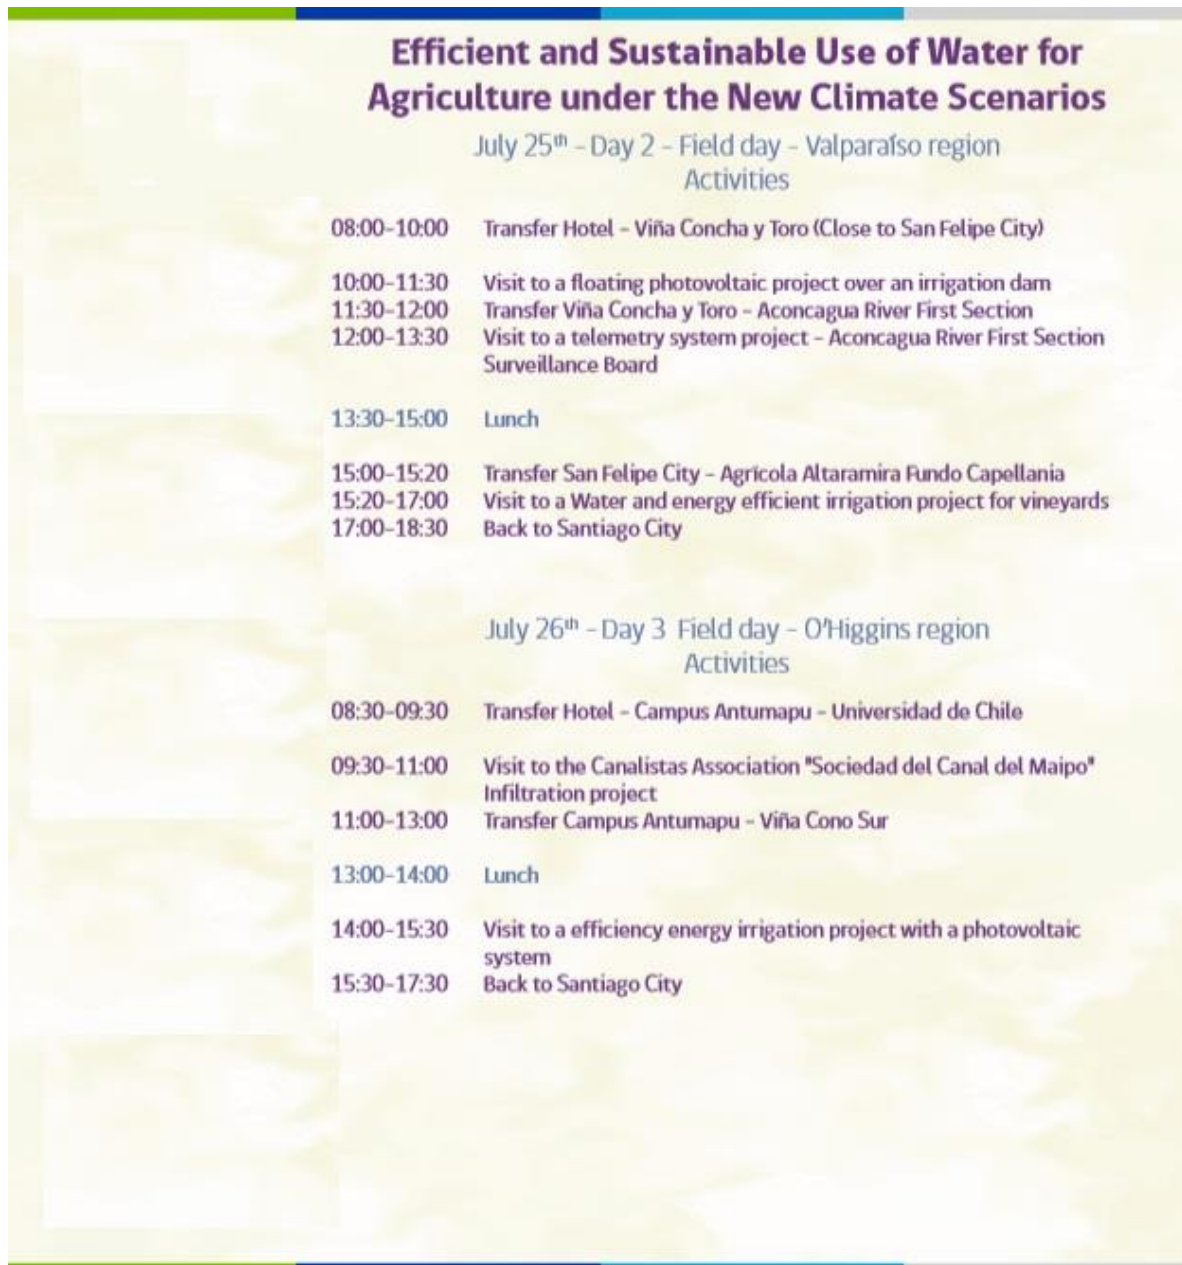 Efficient and Sustainable Use of Water for
Agriculture under the New Climate Scenarios
July 25th - Day 2 - Field day - Valparaíso region
Activities
08:00-10:00 Transfer Hotel - Viña Concha y Toro (Close to San Felipe City)
10:00-11:30 Visit to a floating photovoltaic project over an irrigation dam
11:30-12:00 Transfer Viña Concha y Toro - Aconcagua River First Section
12:00-13:30 Visit to a telemetry system project - Aconcagua River First Section
Surveillance Board
13:30-15:00 Lunch
15:00-15:20 Transfer San Felipe City - Agrícola Altaramira Fundo Capellania
15:20-17:00 Visit to a Water and energy efficient irrigation project for vineyards
17:00-18:30 Back to Santiago City
July 26th - Day 3 Field day - O'Higgins region
Activities
08:30-09:30 Transfer Hotel - Campus Antumapu - Universidad de Chile
09:30-11:00 Visit to the Canalistas Association "Sociedad del Canal del Maipo"
Infiltration project
11:00-13:00 Transfer Campus Antumapu - Viña Cono Sur
13:00-14:00 Lunch
14:00-15:30 Visit to a efficiency energy irrigation project with a photovoltaic
system
15:30-17:30 Back to Santiago City